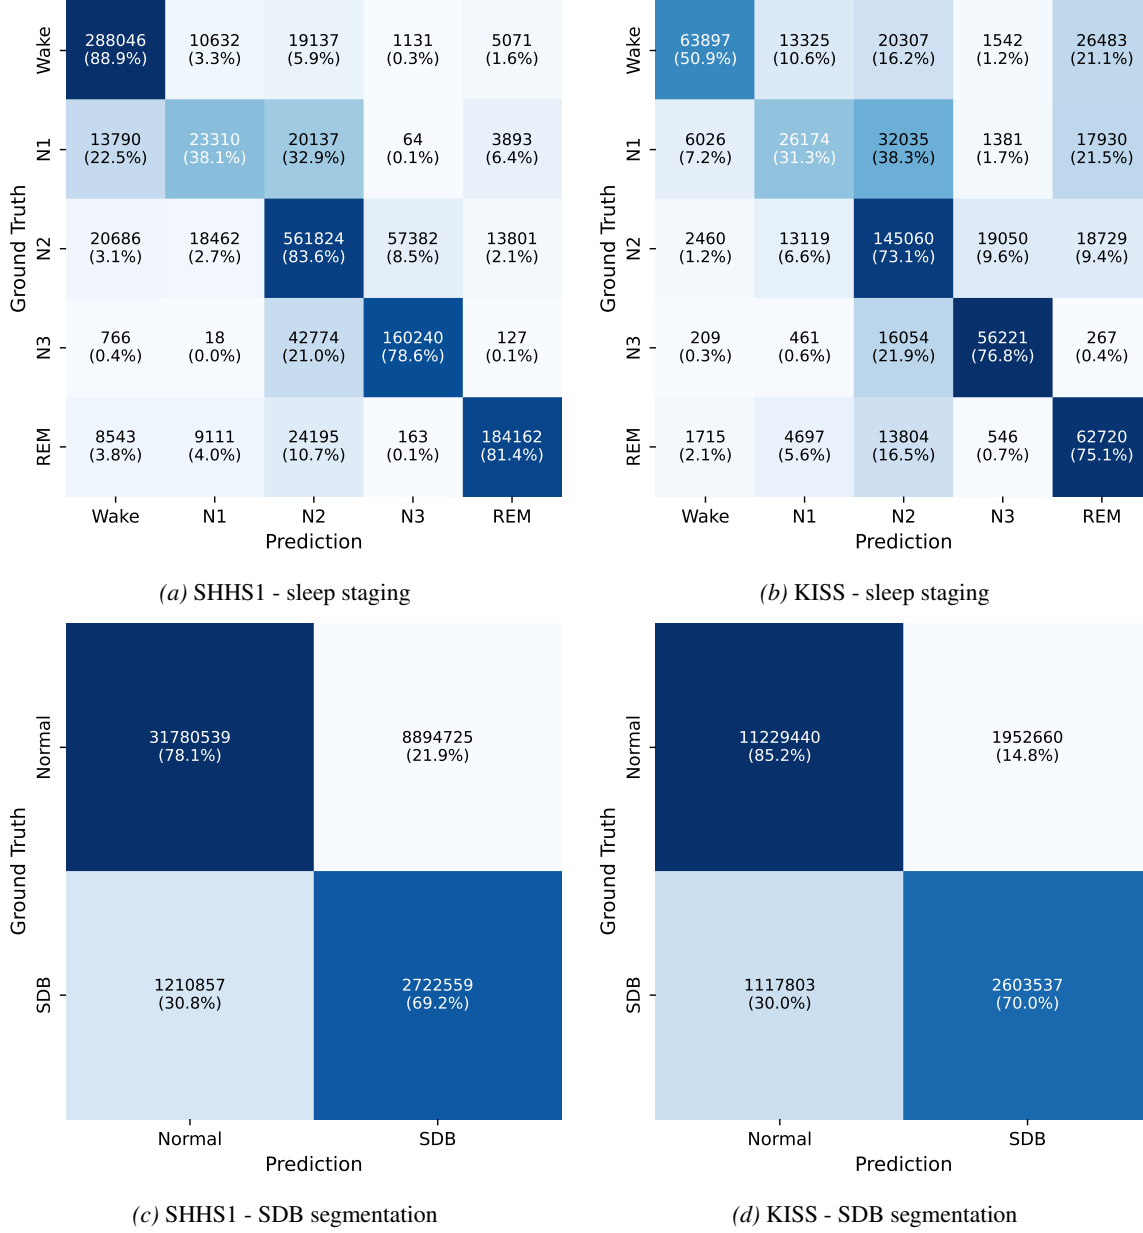 Ground Truth
Wake
288046 10632 19137 1131 5071
(88.9%) (3.3%) (5.9%) (0.3%) (1.6%)
N1
13790 23310 20137 64 3893
(22.5%) (38.1%) (32.9%) (0.1%) (6.4%)
N2
20686 18462 561824 57382 13801
(3.1%) (2.7%) (83.6%) (8.5%) (2.1%)
N3
766 18 42774 160240 127
(0.4%) (0.0%) (21.0%) (78.6%) (0.1%)
REM
8543 9111 24195 163 184162
(3.8%) (4.0%) (10.7%) (0.1%) (81.4%)
Wake N1 N2 N3 REM
Prediction
(a) SHHS1 - sleep staging
Ground Truth
Wake
63897 13325 20307 1542 26483
(50.9%) (10.6%) (16.2%) (1.2%) (21.1%)
N1
6026 26174 32035 1381 17930
(7.2%) (31.3%) (38.3%) (1.7%) (21.5%)
N2
2460 13119 145060 19050 18729
(1.2%) (6.6%) (73.1%) (9.6%) (9.4%)
N3
209 461 16054 56221 267
(0.3%) (0.6%) (21.9%) (76.8%) (0.4%)
REM
1715 4697 13804 546 62720
(2.1%) (5.6%) (16.5%) (0.7%) (75.1%)
Wake N1 N2 N3 REM
Prediction
(b) KISS - sleep staging
Ground Truth
Normal
31780539 8894725
(78.1%) (21.9%)
SDB
1210857 2722559
(30.8%) (69.2%)
Normal SDB
Prediction
(c) SHHS1 - SDB segmentation
Ground Truth
Normal
11229440 1952660
(85.2%) (14.8%)
SDB
1117803 2603537
(30.0%) (70.0%)
Normal SDB
Prediction
(d) KISS - SDB segmentation